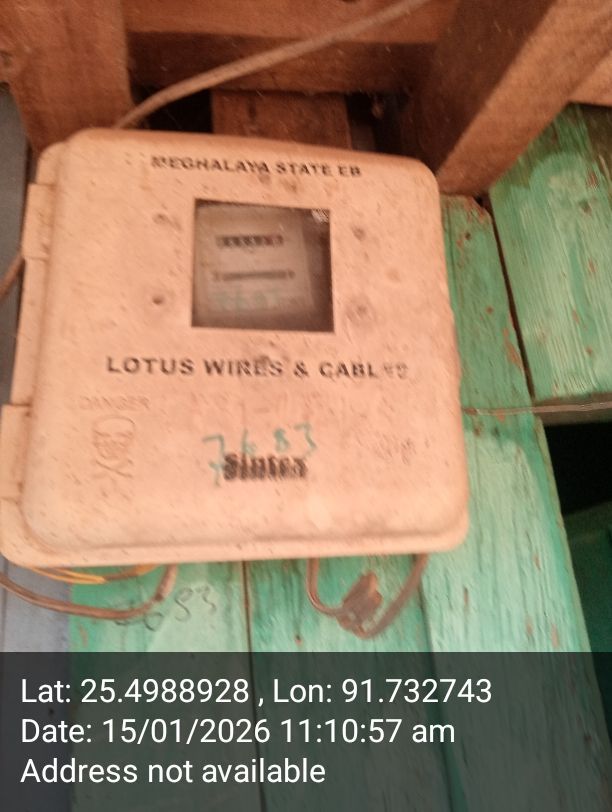 MEGHALAYA STATE EB
LOTUS WIRES & CABLES
DANGER
7683
Sintex
7683
Lat: 25.4988928 , Lon: 91.732743
Date: 15/01/2026 11:10:57 am
Address not available